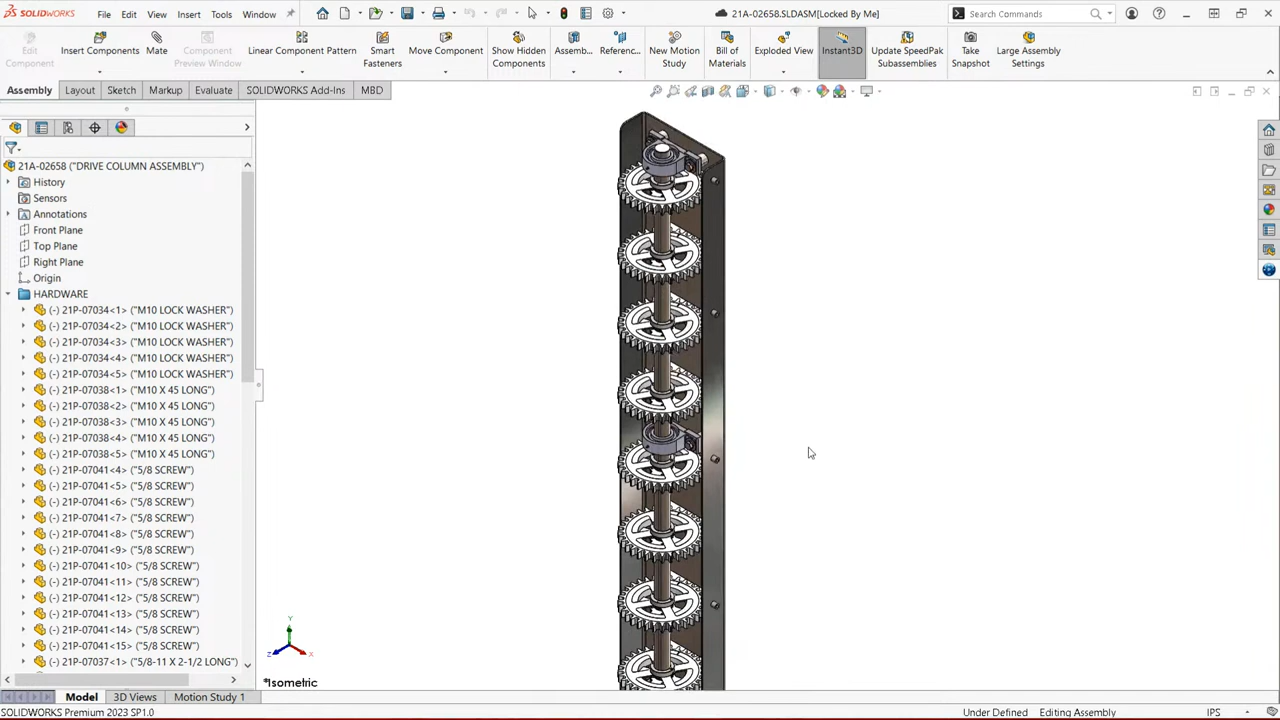 SOLIDWORKS File Edit View Insert Tools Window 21A-02658.SLDASM[Locked By Me] Search Commands
Edit Component
Insert Components
Mate
Component Preview Window
Linear Component Pattern
Smart Fasteners
Move Component
Show Hidden Components
Assemb...
Referenc...
New Motion Study
Bill of Materials
Exploded View
Instant3D
Update SpeedPak Subassemblies
Take Snapshot
Large Assembly Settings
Assembly Layout Sketch Markup Evaluate SOLIDWORKS Add-Ins MBD
21A-02658 ("DRIVE COLUMN ASSEMBLY")
History
Sensors
Annotations
Front Plane
Top Plane
Right Plane
Origin
HARDWARE
(-) 21P-07034<1> ("M10 LOCK WASHER")
(-) 21P-07034<2> ("M10 LOCK WASHER")
(-) 21P-07034<3> ("M10 LOCK WASHER")
(-) 21P-07034<4> ("M10 LOCK WASHER")
(-) 21P-07034<5> ("M10 LOCK WASHER")
(-) 21P-07038<1> ("M10 X 45 LONG")
(-) 21P-07038<2> ("M10 X 45 LONG")
(-) 21P-07038<3> ("M10 X 45 LONG")
(-) 21P-07038<4> ("M10 X 45 LONG")
(-) 21P-07038<5> ("M10 X 45 LONG")
(-) 21P-07041<4> ("5/8 SCREW")
(-) 21P-07041<5> ("5/8 SCREW")
(-) 21P-07041<6> ("5/8 SCREW")
(-) 21P-07041<7> ("5/8 SCREW")
(-) 21P-07041<8> ("5/8 SCREW")
(-) 21P-07041<9> ("5/8 SCREW")
(-) 21P-07041<10> ("5/8 SCREW")
(-) 21P-07041<11> ("5/8 SCREW")
(-) 21P-07041<12> ("5/8 SCREW")
(-) 21P-07041<13> ("5/8 SCREW")
(-) 21P-07041<14> ("5/8 SCREW")
(-) 21P-07041<15> ("5/8 SCREW")
(-) 21P-07037<1> ("5/8-11 X 2-1/2 LONG")
Y
Z X
*Isometric
Model 3D Views Motion Study 1
SOLIDWORKS Premium 2023 SP1.0 Under Defined Editing Assembly IPS